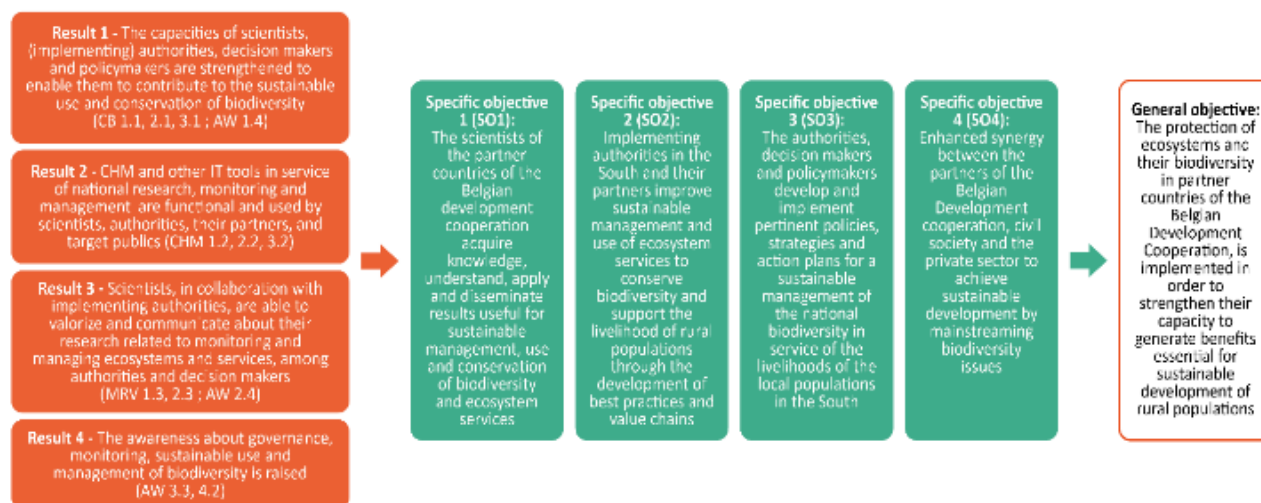 Result 1 - The capacities of scientists,
(implementing) authorities, decision makers
and policymakers are strengthened to
enable them to contribute to the sustainable
use and conservation of biodiversity
(CB 1.1, 2.1, 3.1 ; AW 1.4)
Result 2 - CHM and other IT tools in service
of national research, monitoring and
management are functional and used by
scientists, authorities, their partners, and
target publics (CHM 1.2, 2.2, 3.2)
Result 3 - Scientists, in collaboration with
implementing authorities, are able to
valorize and communicate about their
research related to monitoring and
managing ecosystems and services, among
authorities and decision makers
(MRV 1.3, 2.3 ; AW 2.4)
Result 4 - The awareness about governance,
monitoring, sustainable use and
management of biodiversity is raised
(AW 3.3, 4.2)
Specific objective
1 (SO1):
The scientists of
the partner
countries of the
Belgian
development
cooperation
acquire
knowledge,
understand, apply
and disseminate
results useful for
sustainable
management, use
and conservation
of biodiversity
and ecosystem
services
Specific objective
2 (SO2):
Implementing
authorities in the
South and their
partners improve
sustainable
management and
use of ecosystem
services to
conserve
biodiversity and
support the
livelihood of rural
populations
through the
development of
best practices and
value chains
Specific objective
3 (SO3):
The authorities,
decision makers
and policymakers
develop and
implement
pertinent policies,
strategies and
action plans for a
sustainable
management of
the national
biodiversity in
service of the
livelihoods of the
local populations
in the South
Specific objective
4 (SO4):
Enhanced synergy
between the
partners of the
Belgian
Development
cooperation, civil
society and the
private sector to
achieve
sustainable
development by
mainstreaming
biodiversity
issues
General objective:
The protection of
ecosystems and
their biodiversity
in partner
countries of the
Belgian
Development
Cooperation, is
implemented in
order to
strengthen their
capacity to
generate benefits
essential for
sustainable
development of
rural populations